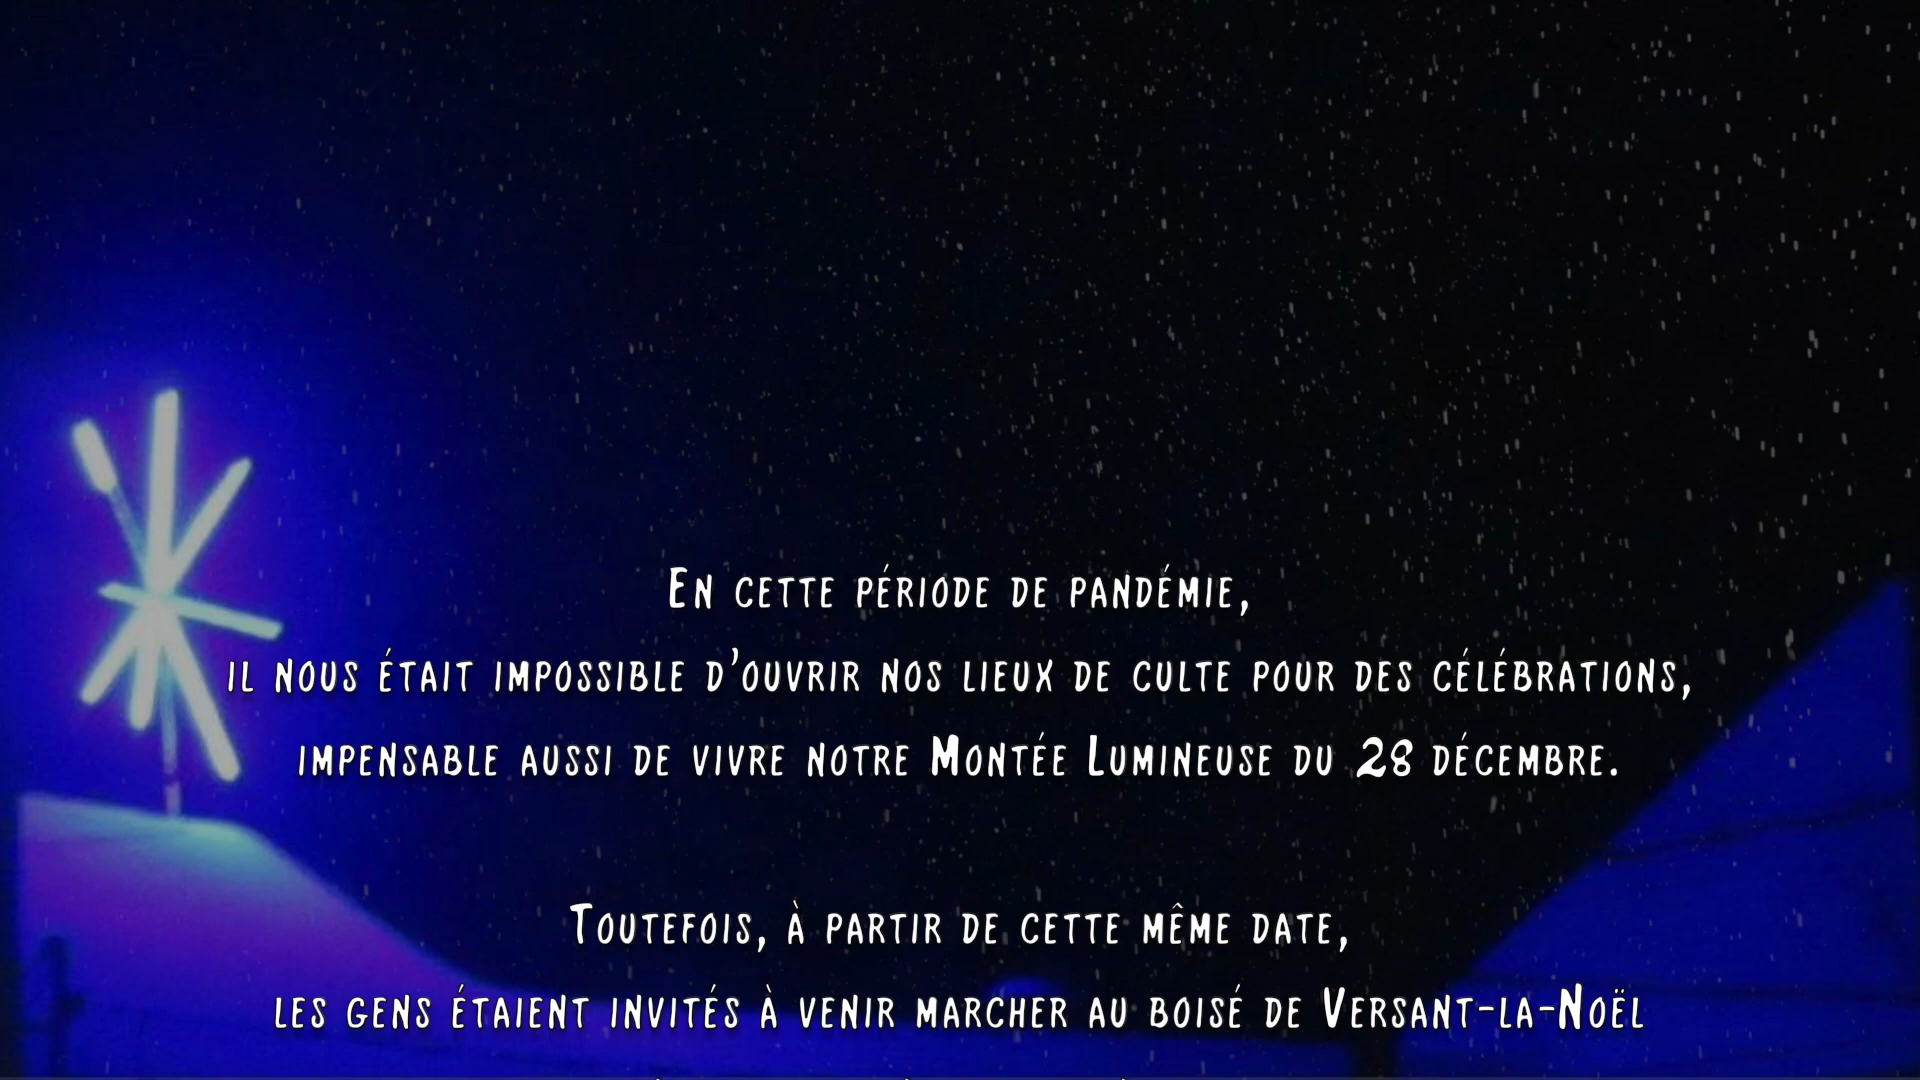 En cette période de pandémie,
il nous était impossible d'ouvrir nos lieux de culte pour des célébrations,
impensable aussi de vivre notre Montée Lumineuse du 28 décembre.
Toutefois, à partir de cette même date,
les gens étaient invités à venir marcher au boisé de Versant-la-Noël